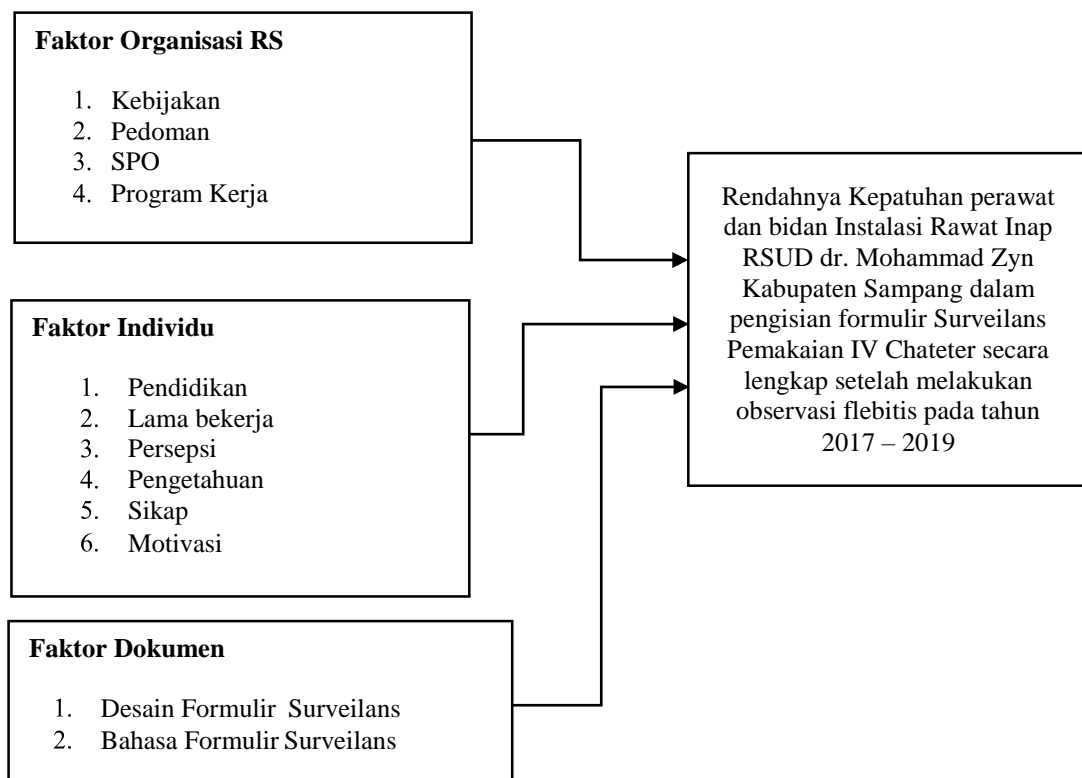 Faktor Organisasi RS
1. Kebijakan
2. Pedoman
3. SPO
4. Program Kerja
Faktor Individu
1. Pendidikan
2. Lama bekerja
3. Persepsi
4. Pengetahuan
5. Sikap
6. Motivasi
Faktor Dokumen
1. Desain Formulir Surveilans
2. Bahasa Formulir Surveilans
Rendahnya Kepatuhan perawat
dan bidan Instalasi Rawat Inap
RSUD dr. Mohammad Zyn
Kabupaten Sampang dalam
pengisian formulir Surveilans
Pemakaian IV Chateter secara
lengkap setelah melakukan
observasi flebitis pada tahun
2017 – 2019